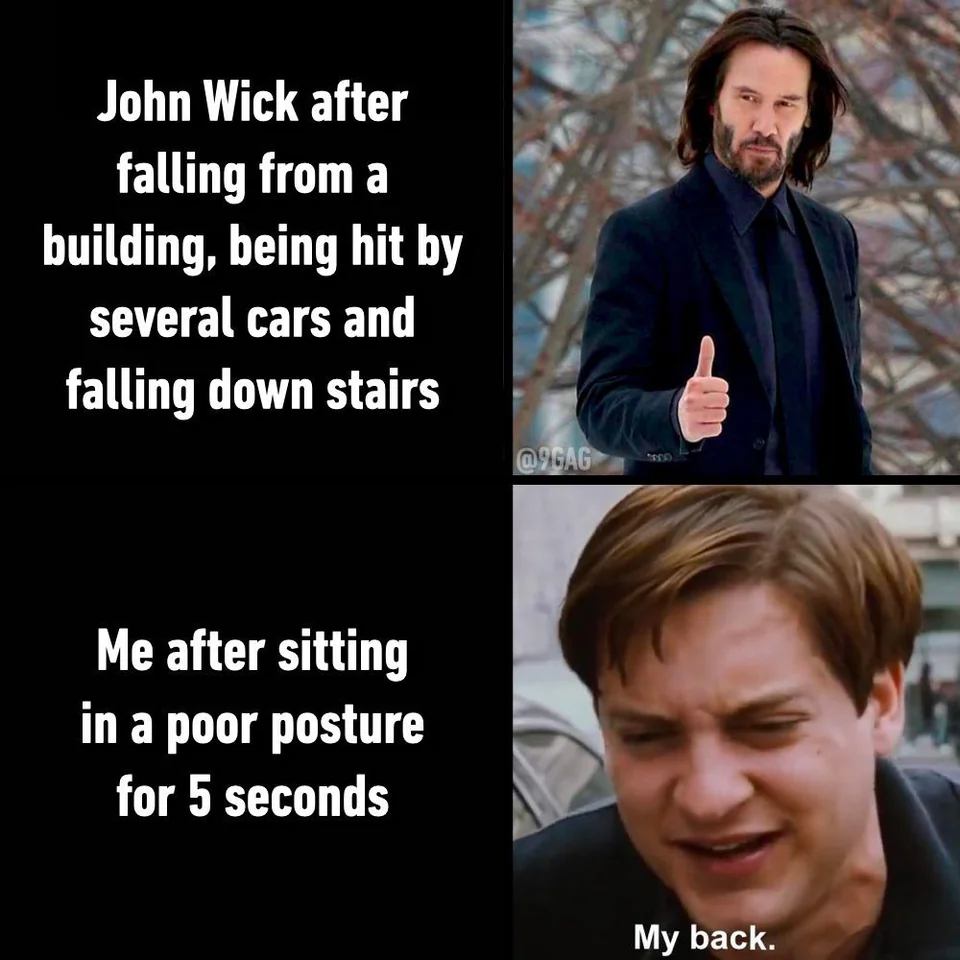 John Wick after
falling from a
building, being hit by
several cars and
falling down stairs
@9GAG
Me after sitting
in a poor posture
for 5 seconds
My back.